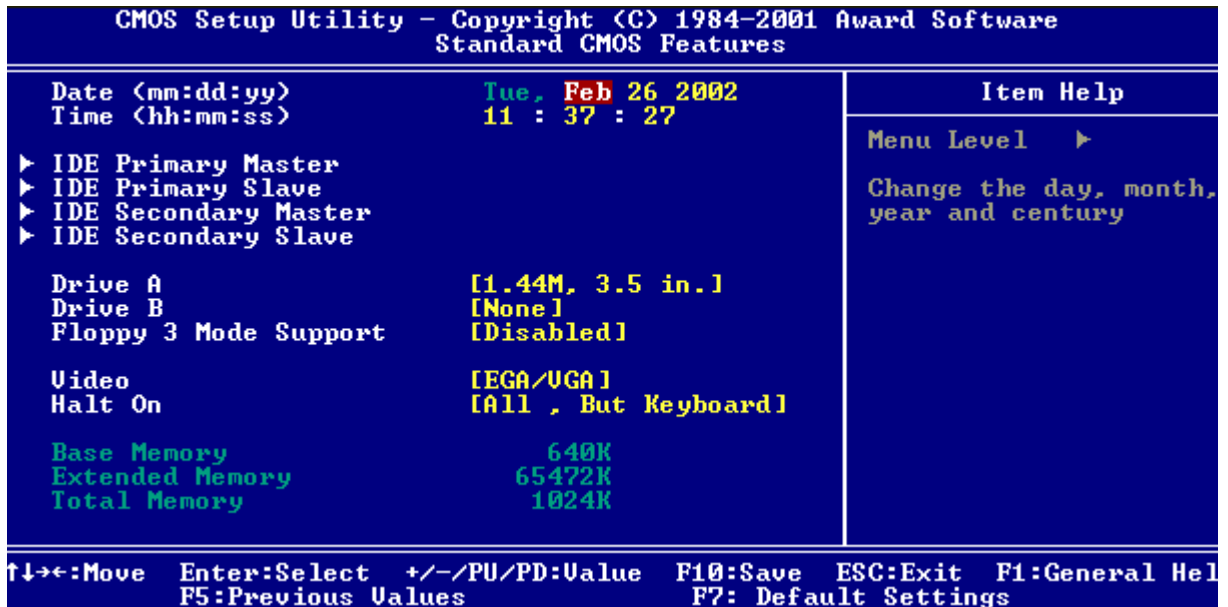 CMOS Setup Utility - Copyright (C) 1984-2001 Award Software
Standard CMOS Features
Date (mm:dd:yy) Tue, Feb 26 2002
Time (hh:mm:ss) 11 : 37 : 27
► IDE Primary Master
► IDE Primary Slave
► IDE Secondary Master
► IDE Secondary Slave
Drive A [1.44M, 3.5 in.]
Drive B [None]
Floppy 3 Mode Support [Disabled]
Video [EGA/VGA]
Halt On [All , But Keyboard]
Base Memory 640K
Extended Memory 65472K
Total Memory 1024K
Item Help
Menu Level ►
Change the day, month,
year and century
↑↓→←:Move Enter:Select +/-/PU/PD:Value F10:Save ESC:Exit F1:General Hel
F5:Previous Values F7: Default Settings